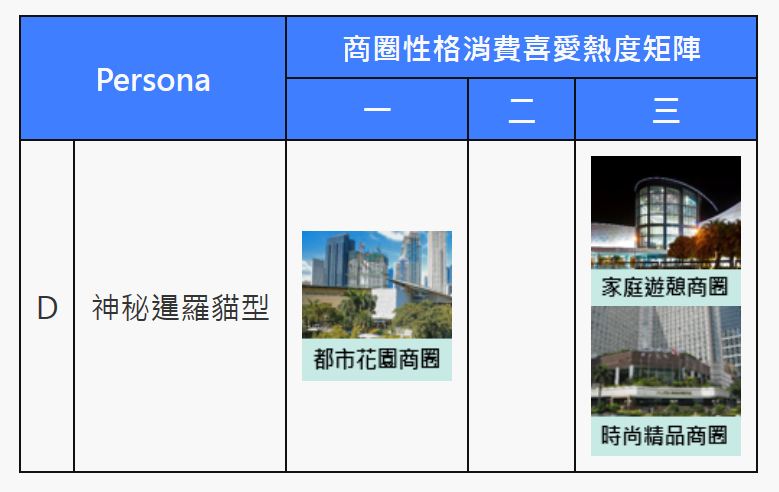 Persona
商圈性格消費喜愛熱度矩陣
一
二
三
D
神秘暹羅貓型
都市花園商圈
家庭遊憩商圈
時尚精品商圈